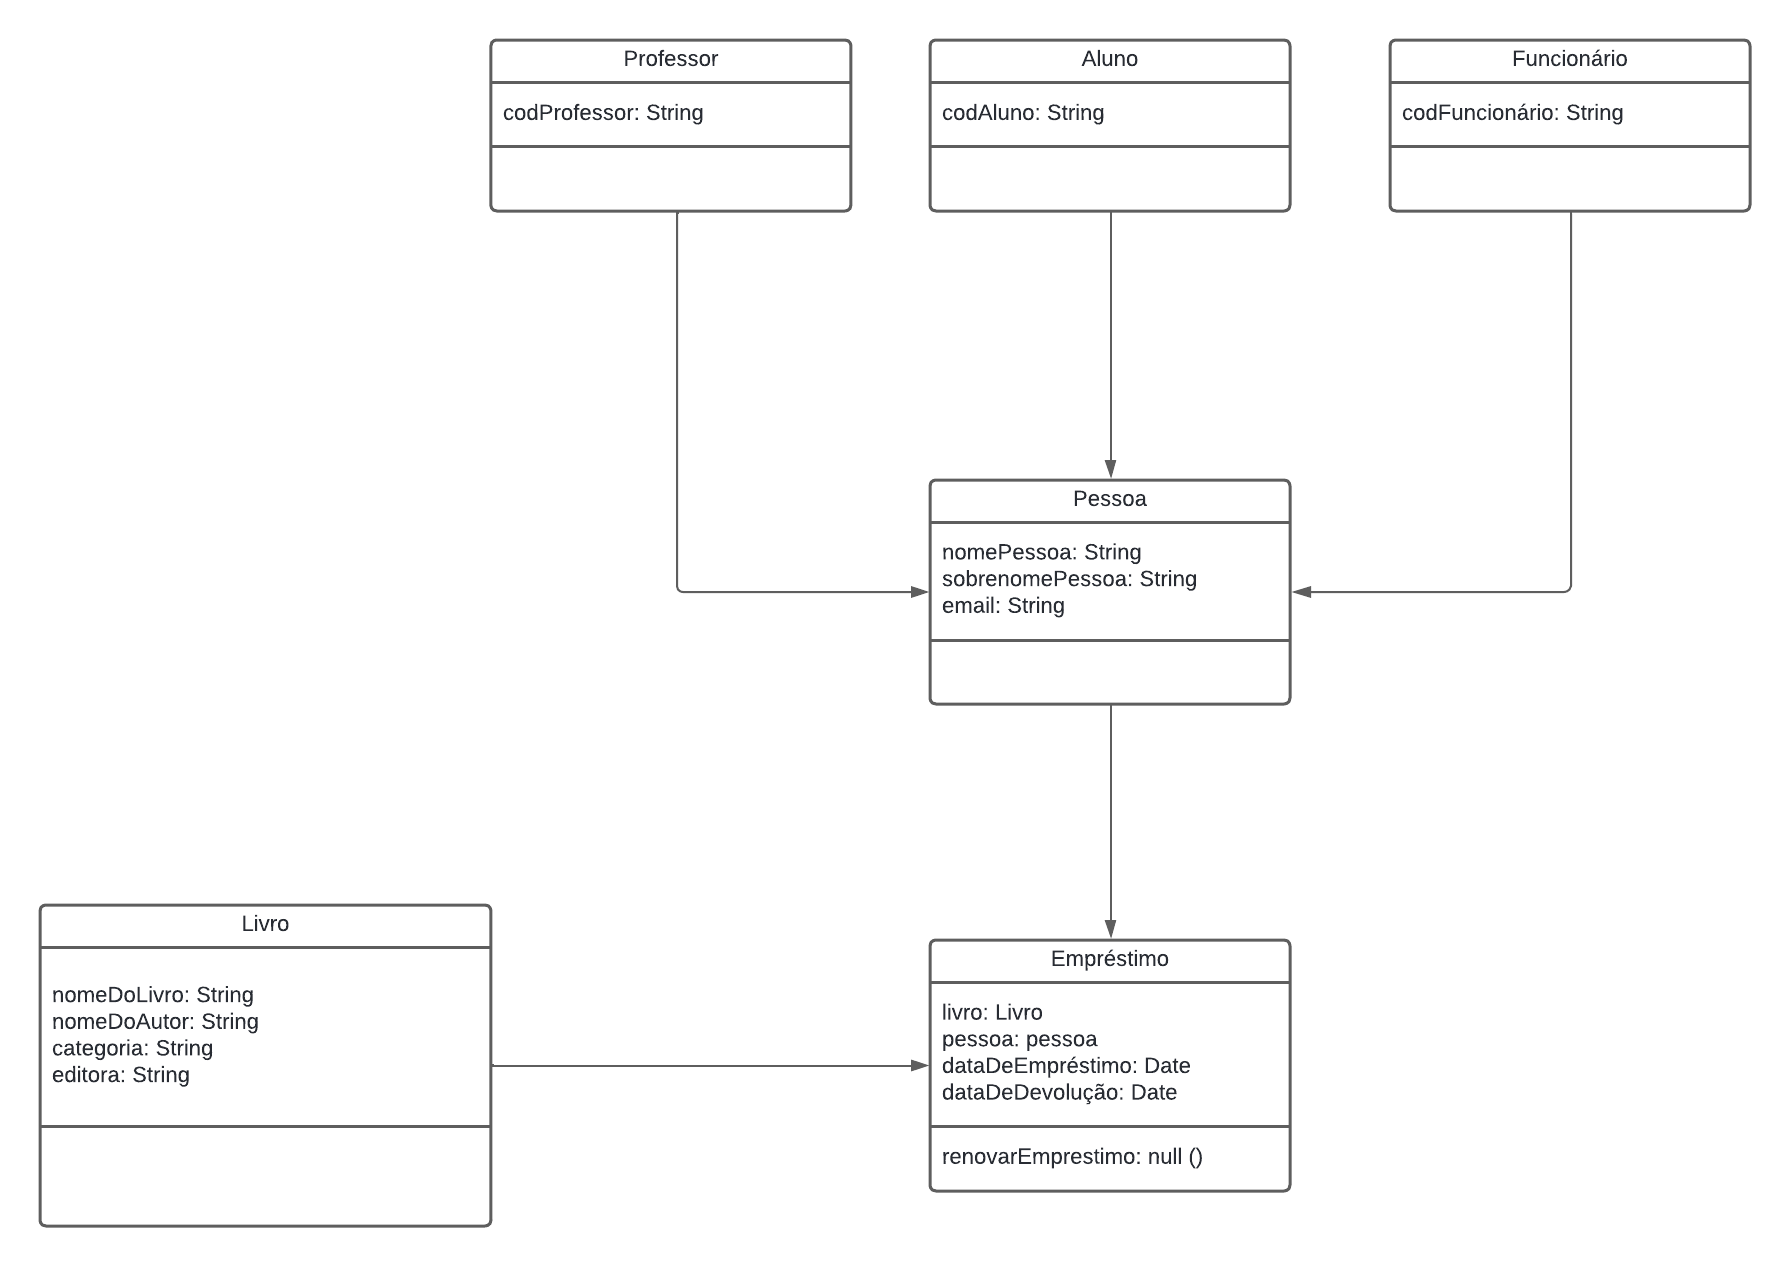 Professor
codProfessor: String
Aluno
codAluno: String
Funcionário
codFuncionário: String
Pessoa
nomePessoa: String
sobrenomePessoa: String
email: String
Livro
nomeDoLivro: String
nomeDoAutor: String
categoria: String
editora: String
Empréstimo
livro: Livro
pessoa: pessoa
dataDeEmpréstimo: Date
dataDeDevolução: Date
renovarEmprestimo: null ()